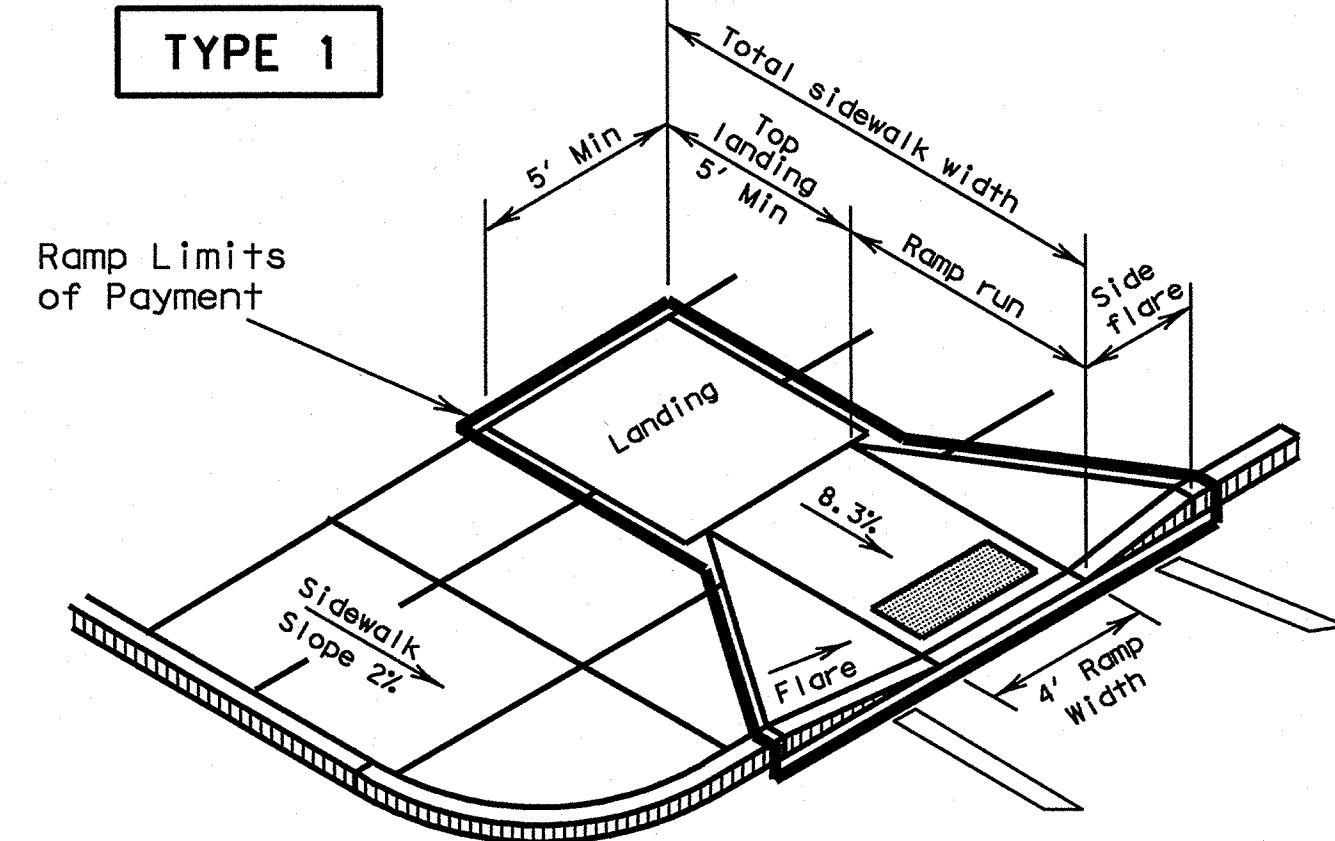 TYPE 1
Total sidewalk width
5' Min
Top
landing
5' Min
Ramp run
Side
flare
Ramp Limits
of Payment
Landing
8.3%
Sidewalk
Slope 2%
Flare
4' Ramp
Width